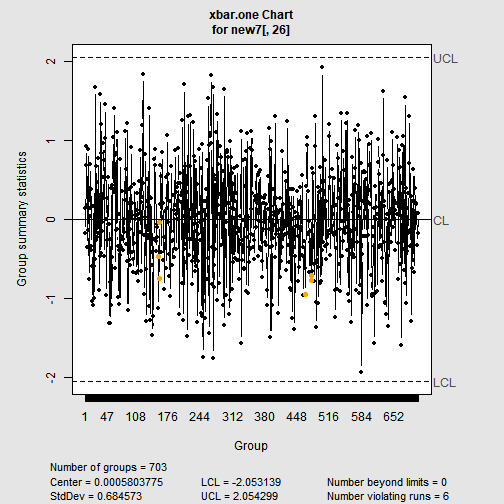 xbar.one Chart
for new7[, 26]
UCL
CL
LCL
Group summary statistics
2
1
0
-1
-2
1 47 108 176 244 312 380 448 516 584 652
Group
Number of groups = 703
Center = 0.0005803775 LCL = -2.053139 Number beyond limits = 0
StdDev = 0.684573 UCL = 2.054299 Number violating runs = 6